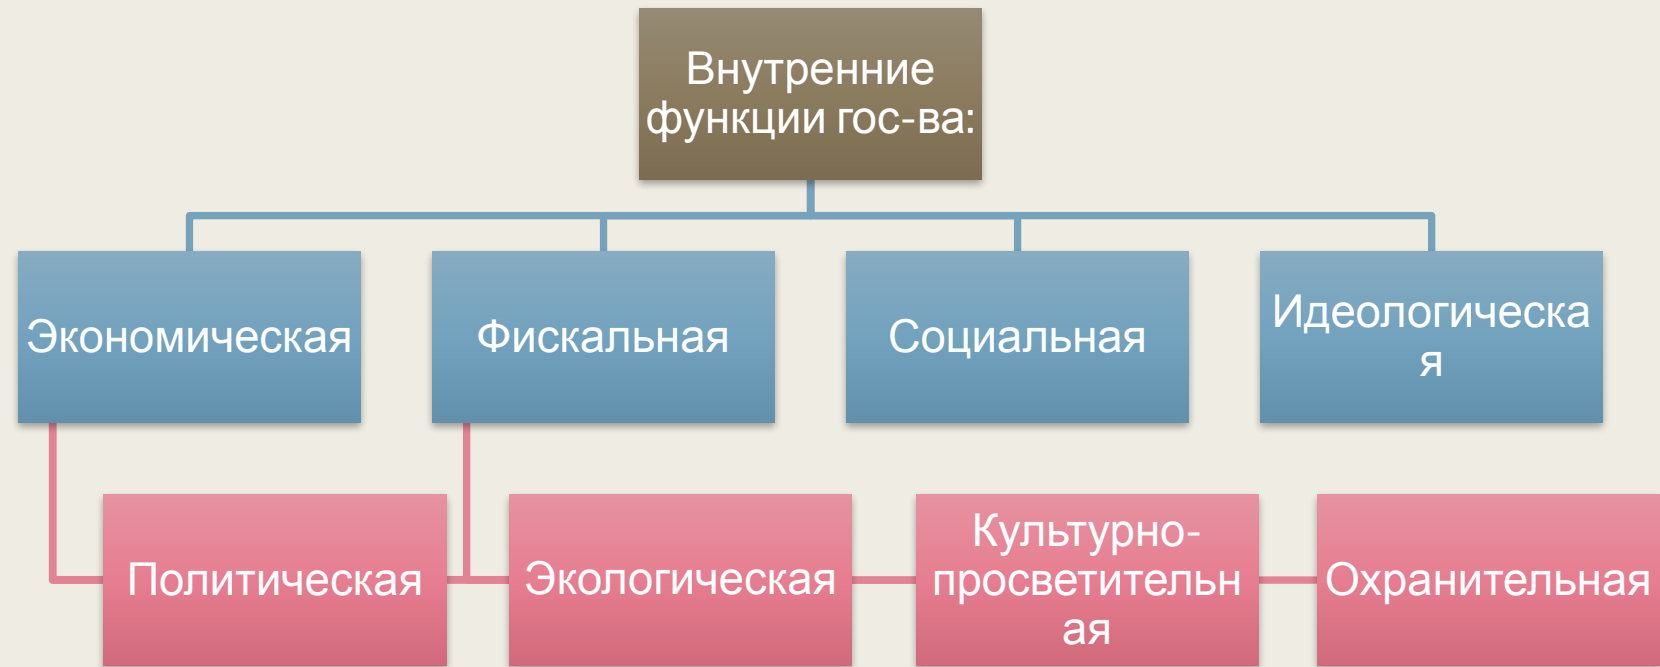 Внутренние
функции гос-ва:
Экономическая
Фискальная
Социальная
Идеологическа
я
Политическая
Экологическая
Культурно-
просветительн
ая
Охранительная